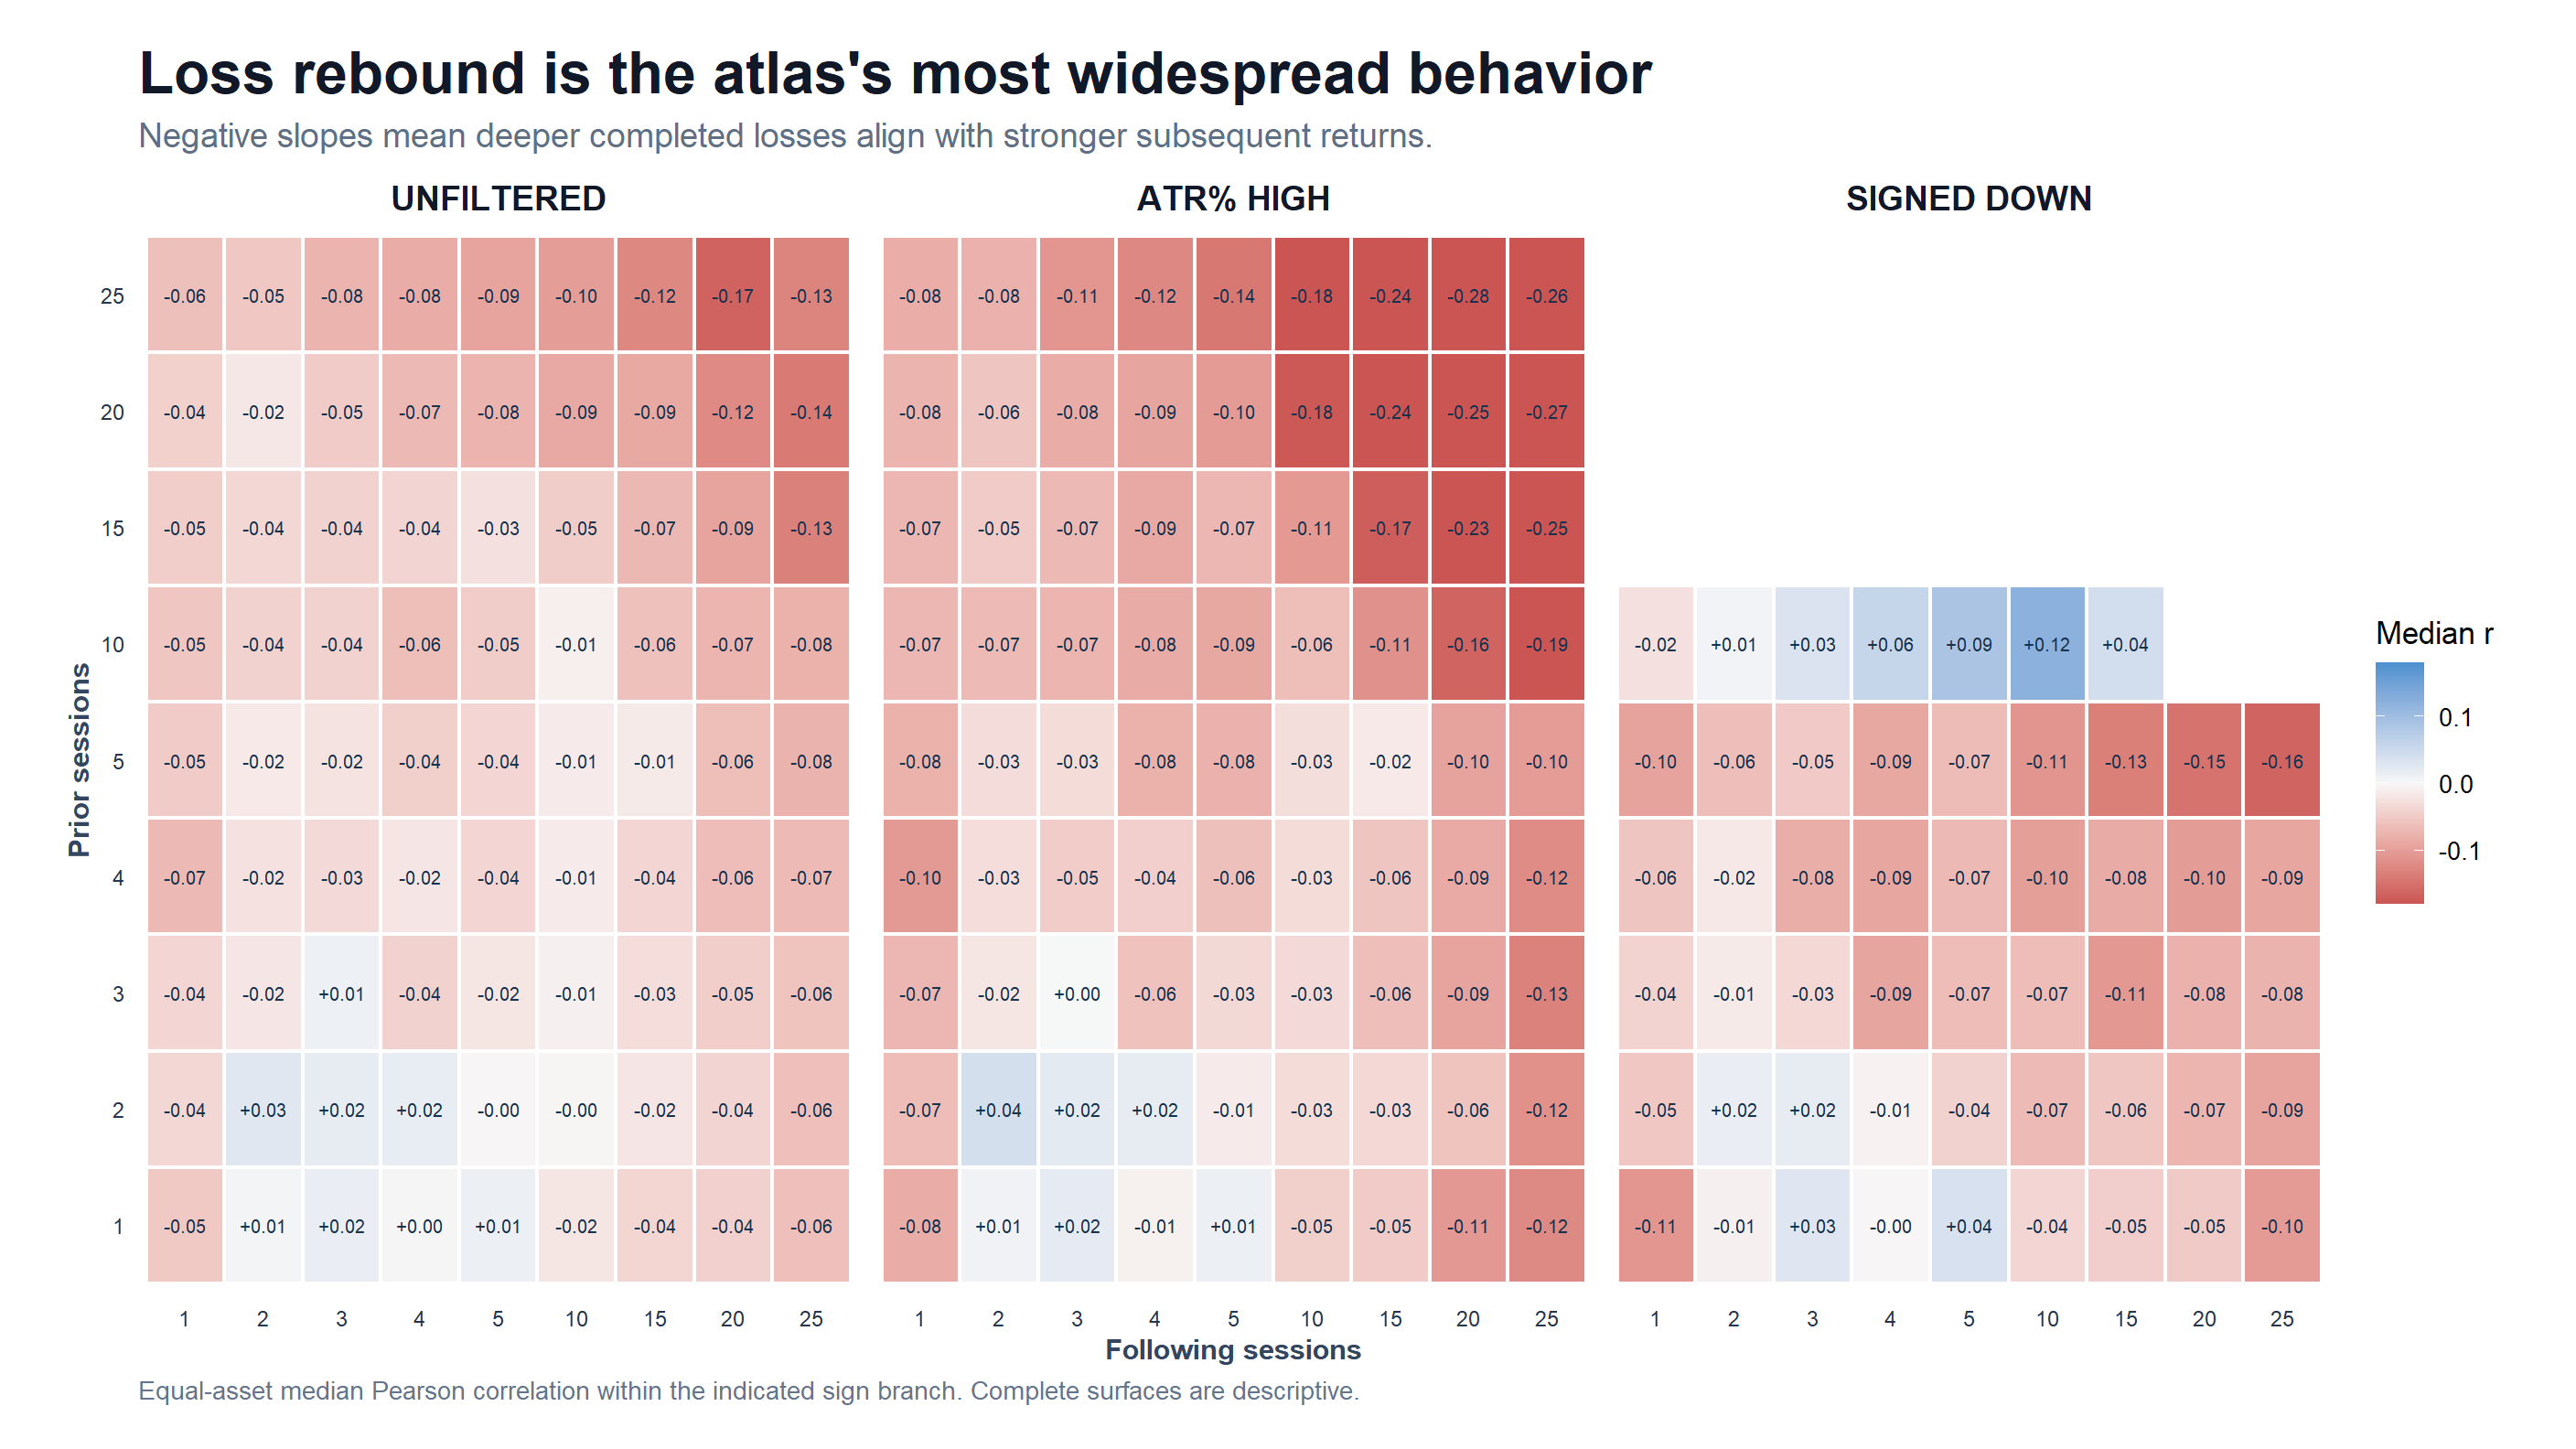 Loss rebound is the atlas's most widespread behavior
Negative slopes mean deeper completed losses align with stronger subsequent returns.
UNFILTERED ATR% HIGH SIGNED DOWN
25 -0.06 -0.05 -0.08 -0.08 -0.09 -0.10 -0.12 -0.17 -0.13 -0.08 -0.08 -0.11 -0.12 -0.14 -0.18 -0.24 -0.28 -0.26
20 -0.04 -0.02 -0.05 -0.07 -0.08 -0.09 -0.09 -0.12 -0.14 -0.08 -0.06 -0.08 -0.09 -0.10 -0.18 -0.24 -0.25 -0.27
15 -0.05 -0.04 -0.04 -0.04 -0.03 -0.05 -0.07 -0.09 -0.13 -0.07 -0.05 -0.07 -0.09 -0.07 -0.11 -0.17 -0.23 -0.25
10 -0.05 -0.04 -0.04 -0.06 -0.05 -0.01 -0.06 -0.07 -0.08 -0.07 -0.07 -0.07 -0.08 -0.09 -0.06 -0.11 -0.16 -0.19 -0.02 +0.01 +0.03 +0.06 +0.09 +0.12 +0.04
5 -0.05 -0.02 -0.02 -0.04 -0.04 -0.01 -0.01 -0.06 -0.08 -0.08 -0.03 -0.03 -0.08 -0.08 -0.03 -0.02 -0.10 -0.10 -0.10 -0.06 -0.05 -0.09 -0.07 -0.11 -0.13 -0.15 -0.16
4 -0.07 -0.02 -0.03 -0.02 -0.04 -0.01 -0.04 -0.06 -0.07 -0.10 -0.03 -0.05 -0.04 -0.06 -0.03 -0.06 -0.09 -0.12 -0.06 -0.02 -0.08 -0.09 -0.07 -0.10 -0.08 -0.10 -0.09
3 -0.04 -0.02 +0.01 -0.04 -0.02 -0.01 -0.03 -0.05 -0.06 -0.07 -0.02 +0.00 -0.06 -0.03 -0.03 -0.06 -0.09 -0.13 -0.04 -0.01 -0.03 -0.09 -0.07 -0.07 -0.11 -0.08 -0.08
2 -0.04 +0.03 +0.02 +0.02 -0.00 -0.00 -0.02 -0.04 -0.06 -0.07 +0.04 +0.02 +0.02 -0.01 -0.03 -0.03 -0.06 -0.12 -0.05 +0.02 +0.02 -0.01 -0.04 -0.07 -0.06 -0.07 -0.09
1 -0.05 +0.01 +0.02 +0.00 +0.01 -0.02 -0.04 -0.04 -0.06 -0.08 +0.01 +0.02 -0.01 +0.01 -0.05 -0.05 -0.11 -0.12 -0.11 -0.01 +0.03 -0.00 +0.04 -0.04 -0.05 -0.05 -0.10
1 2 3 4 5 10 15 20 25 1 2 3 4 5 10 15 20 25 1 2 3 4 5 10 15 20 25
Prior sessions
Following sessions
Median r
0.1
0.0
-0.1
Equal-asset median Pearson correlation within the indicated sign branch. Complete surfaces are descriptive.